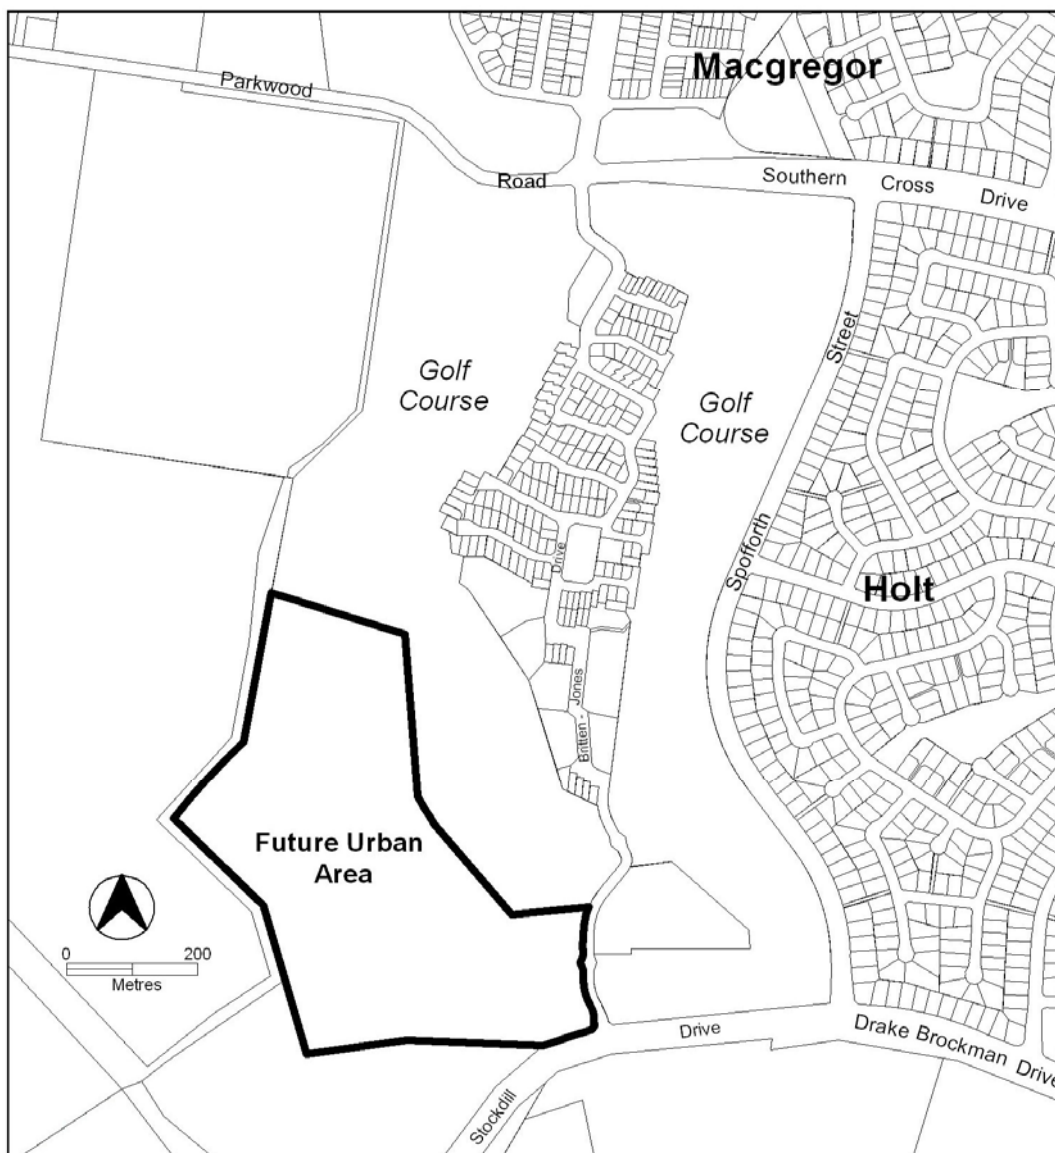 Macgregor
Parkwood
Road
Southern Cross Drive
Street
Golf
Course
Golf
Course
Spofforth
Drive
Holt
Britten - Jones
Future Urban
Area
0 200
Metres
Drive
Drake Brockman Drive
Stockdill